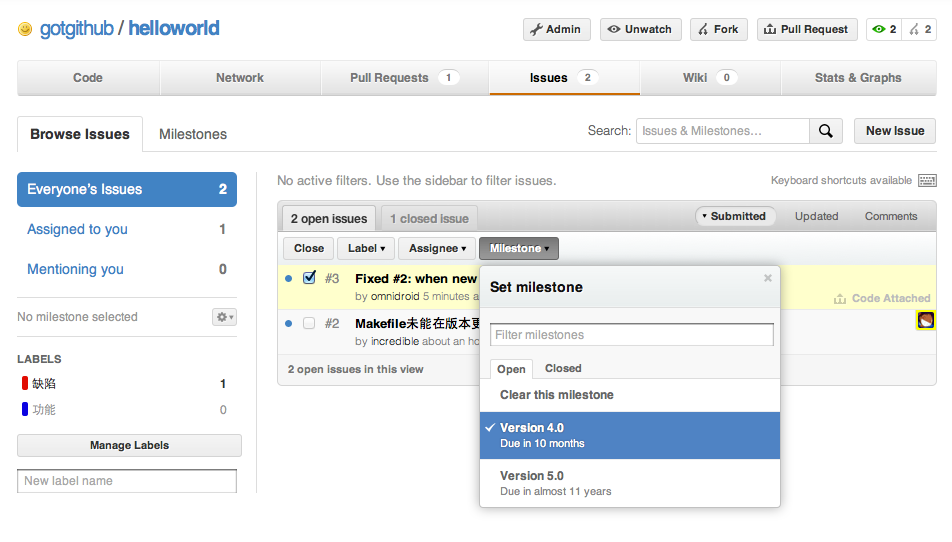 gotgithub / helloworld
Admin
Unwatch
Fork
Pull Request
2
2
Code
Network
Pull Requests 1
Issues 2
Wiki 0
Stats & Graphs
Browse Issues
Milestones
Search:
Issues & Milestones...
New Issue
Everyone's Issues 2
Assigned to you 1
Mentioning you 0
No milestone selected
LABELS
缺陷 1
功能 0
Manage Labels
New label name
No active filters. Use the sidebar to filter issues.
Keyboard shortcuts available
2 open issues
1 closed issue
Submitted
Updated
Comments
Close
Label
Assignee
Milestone
#3 Fixed #2: when new
by omnidroid 5 minutes a
Code Attached
#2 Makefile未能在版本更
by incredible about an ho
2 open issues in this view
Set milestone
Filter milestones
Open
Closed
Clear this milestone
Version 4.0
Due in 10 months
Version 5.0
Due in almost 11 years